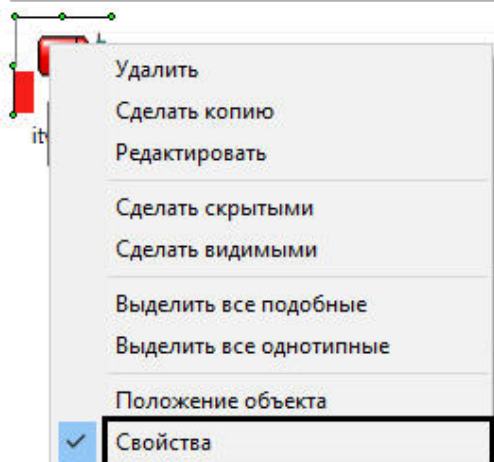 Удалить
Сделать копию
Редактировать
Сделать скрытыми
Сделать видимыми
Выделить все подобные
Выделить все однотипные
Положение объекта
Свойства